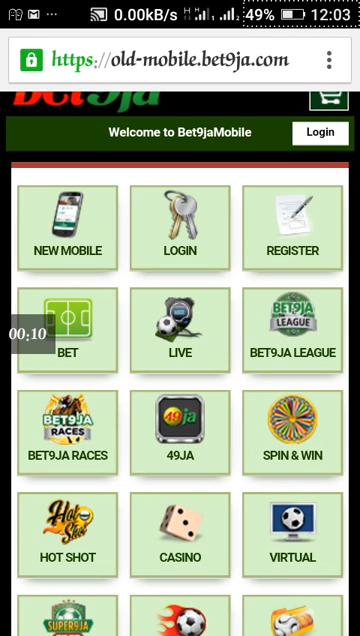 0.00kB/s H H 49% 12:03
https://old-mobile.bet9ja.com
bet9ja
Welcome to Bet9jaMobile
Login
NEW MOBILE
LOGIN
REGISTER
00:10
BET
LIVE
BET9JA
LEAGUE
BET9JA LEAGUE
BET9JA
RACES
BET9JA RACES
49ja
49JA
SPIN & WIN
Hot
Shot
HOT SHOT
CASINO
VIRTUAL
SUPER9JA